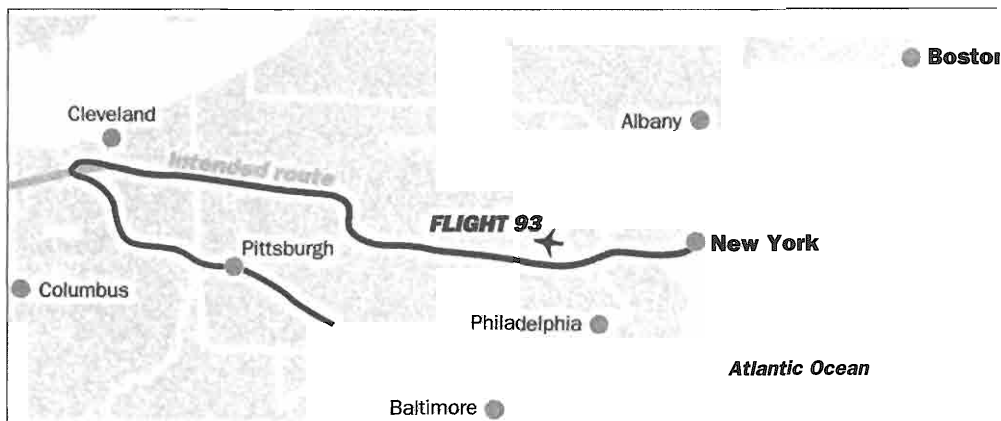 Boston
Cleveland
Albany
Intended route
FLIGHT 93
New York
Pittsburgh
Columbus
Philadelphia
Atlantic Ocean
Baltimore